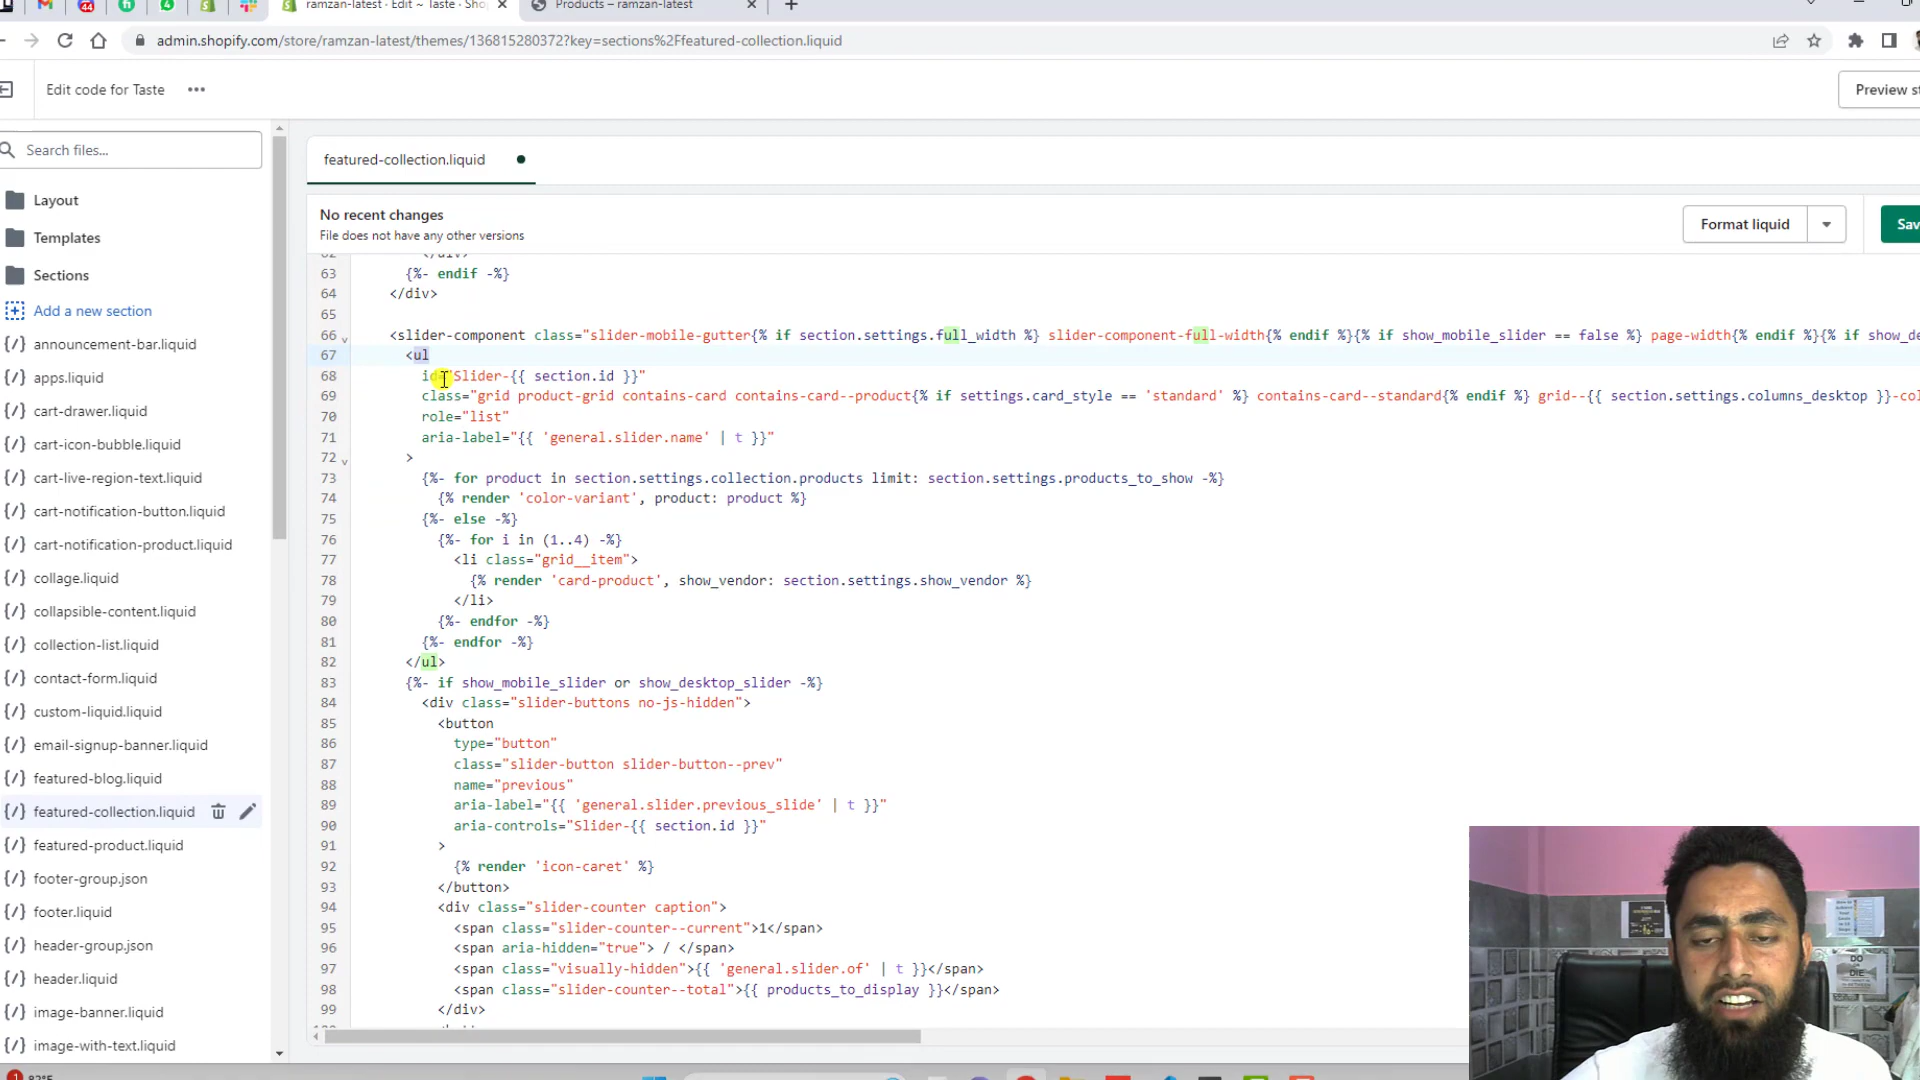 ramzan-latest · Edit ~ Taste · Sho
Products – ramzan-latest
admin.shopify.com/store/ramzan-latest/themes/136815280372?key=sections%2Ffeatured-collection.liquid
Edit code for Taste
Preview st
Search files...
featured-collection.liquid
Layout
No recent changes
File does not have any other versions
Format liquid
Sav
Templates
Sections
Add a new section
announcement-bar.liquid
apps.liquid
cart-drawer.liquid
cart-icon-bubble.liquid
cart-live-region-text.liquid
cart-notification-button.liquid
cart-notification-product.liquid
collage.liquid
collapsible-content.liquid
collection-list.liquid
contact-form.liquid
custom-liquid.liquid
email-signup-banner.liquid
featured-blog.liquid
featured-collection.liquid
featured-product.liquid
footer-group.json
footer.liquid
header-group.json
header.liquid
image-banner.liquid
image-with-text.liquid
62 </div>
63 {%- endif -%}
64 </div>
65
66 <slider-component class="slider-mobile-gutter{% if section.settings.full_width %} slider-component-full-width{% endif %}{% if show_mobile_slider == false %} page-width{% endif %}{% if show_de
67 <ul
68 id="Slider-{{ section.id }}"
69 class="grid product-grid contains-card contains-card--product{% if settings.card_style == 'standard' %} contains-card--standard{% endif %} grid--{{ section.settings.columns_desktop }}-col
70 role="list"
71 aria-label="{{ 'general.slider.name' | t }}"
72 >
73 {%- for product in section.settings.collection.products limit: section.settings.products_to_show -%}
74 {% render 'color-variant', product: product %}
75 {%- else -%}
76 {%- for i in (1..4) -%}
77 <li class="grid__item">
78 {% render 'card-product', show_vendor: section.settings.show_vendor %}
79 </li>
80 {%- endfor -%}
81 {%- endfor -%}
82 </ul>
83 {%- if show_mobile_slider or show_desktop_slider -%}
84 <div class="slider-buttons no-js-hidden">
85 <button
86 type="button"
87 class="slider-button slider-button--prev"
88 name="previous"
89 aria-label="{{ 'general.slider.previous_slide' | t }}"
90 aria-controls="Slider-{{ section.id }}"
91 >
92 {% render 'icon-caret' %}
93 </button>
94 <div class="slider-counter caption">
95 <span class="slider-counter--current">1</span>
96 <span aria-hidden="true"> / </span>
97 <span class="visually-hidden">{{ 'general.slider.of' | t }}</span>
98 <span class="slider-counter--total">{{ products_to_display }}</span>
99 </div>
DO
OR
DIE
1
82°F